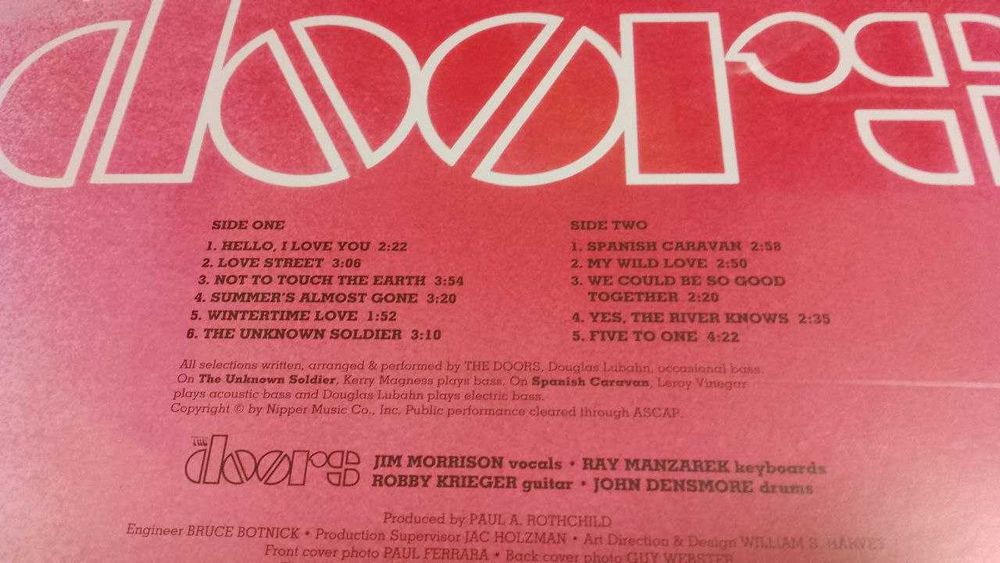 doors
SIDE ONE
1. HELLO, I LOVE YOU 2:22
2. LOVE STREET 3:06
3. NOT TO TOUCH THE EARTH 3:54
4. SUMMER'S ALMOST GONE 3:20
5. WINTERTIME LOVE 1:52
6. THE UNKNOWN SOLDIER 3:10
SIDE TWO
1. SPANISH CARAVAN 2:58
2. MY WILD LOVE 2:50
3. WE COULD BE SO GOOD
TOGETHER 2:20
4. YES, THE RIVER KNOWS 2:35
5. FIVE TO ONE 4:22
All selections written, arranged & performed by THE DOORS, Douglas Lubahn, occasional bass.
On The Unknown Soldier, Kerry Magness plays bass. On Spanish Caravan, Leroy Vinegar
plays acoustic bass and Douglas Lubahn plays electric bass.
Copyright © by Nipper Music Co., Inc. Public performance cleared through ASCAP.
THE doors
JIM MORRISON vocals • RAY MANZAREK keyboards
ROBBY KRIEGER guitar • JOHN DENSMORE drums
Produced by PAUL A. ROTHCHILD
Engineer BRUCE BOTNICK • Production Supervisor JAC HOLZMAN • Art Direction & Design WILLIAM S. HARVEY
Front cover photo PAUL FERRARA • Back cover photo GUY WEBSTER